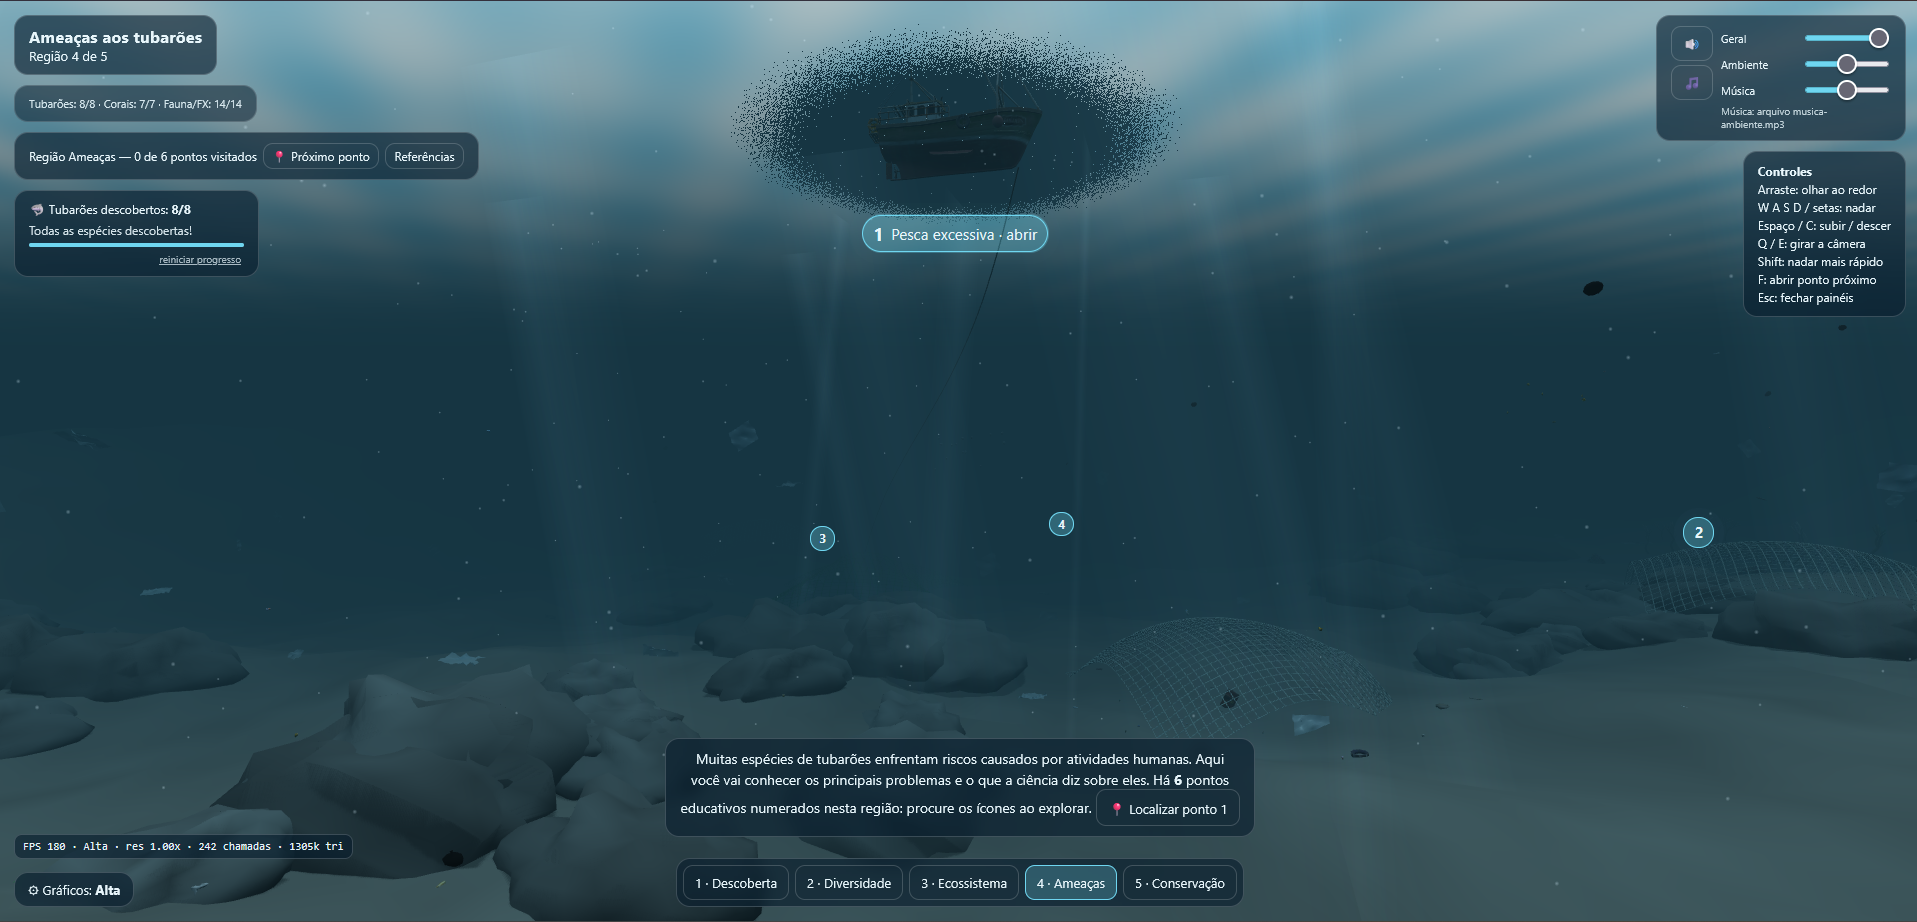 Ameaças aos tubarões
Região 4 de 5
Tubarões: 8/8 · Corais: 7/7 · Fauna/FX: 14/14
Região Ameaças — 0 de 6 pontos visitados
Próximo ponto
Referências
Tubarões descobertos: 8/8
Todas as espécies descobertas!
reiniciar progresso
Geral
Ambiente
Música
Música: arquivo musica-
ambiente.mp3
Controles
Arraste: olhar ao redor
W A S D / setas: nadar
Espaço / C: subir / descer
Q / E: girar a câmera
Shift: nadar mais rápido
F: abrir ponto próximo
Esc: fechar painéis
1 Pesca excessiva · abrir
3
4
2
Muitas espécies de tubarões enfrentam riscos causados por atividades humanas. Aqui
você vai conhecer os principais problemas e o que a ciência diz sobre eles. Há 6 pontos
educativos numerados nesta região: procure os ícones ao explorar.
Localizar ponto 1
FPS 180 · Alta · res 1.00x · 242 chamadas · 1305k tri
Gráficos: Alta
1 · Descoberta
2 · Diversidade
3 · Ecossistema
4 · Ameaças
5 · Conservação